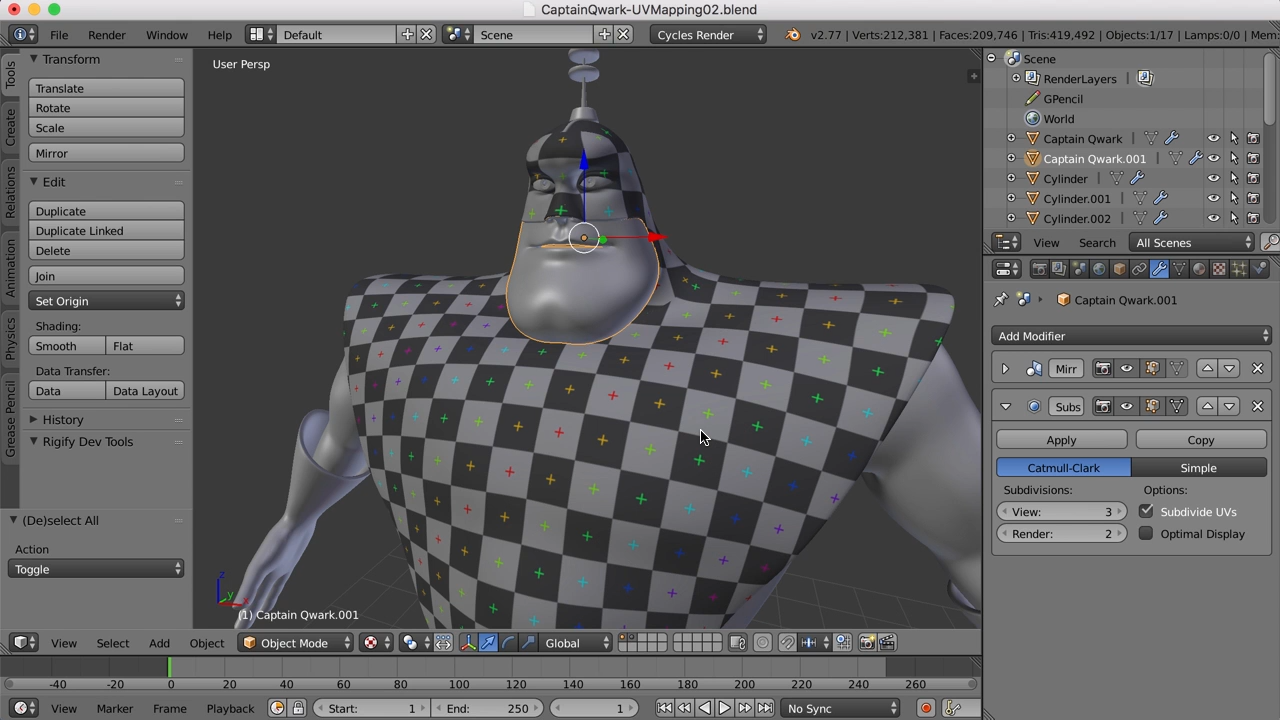 CaptainQwark-UVMapping02.blend
File Render Window Help Default Scene Cycles Render v2.77 | Verts:212,381 | Faces:209,746 | Tris:419,492 | Objects:1/17 | Lamps:0/0 | Mem:
Tools
Create
Relations
Animation
Physics
Grease Pencil
Transform
Translate
Rotate
Scale
Mirror
Edit
Duplicate
Duplicate Linked
Delete
Join
Set Origin
Shading:
Smooth Flat
Data Transfer:
Data Data Layout
History
Rigify Dev Tools
(De)select All
Action
Toggle
User Persp
z
y
x
(1) Captain Qwark.001
View Select Add Object Object Mode Global
-40 -20 0 20 40 60 80 100 120 140 160 180 200 220 240 260
View Marker Frame Playback Start: 1 End: 250 1 No Sync
Scene
RenderLayers
GPencil
World
Captain Qwark
Captain Qwark.001
Cylinder
Cylinder.001
Cylinder.002
View Search All Scenes
Captain Qwark.001
Add Modifier
Mirr
Subs
Apply Copy
Catmull-Clark Simple
Subdivisions: Options:
View: 3 Subdivide UVs
Render: 2 Optimal Display